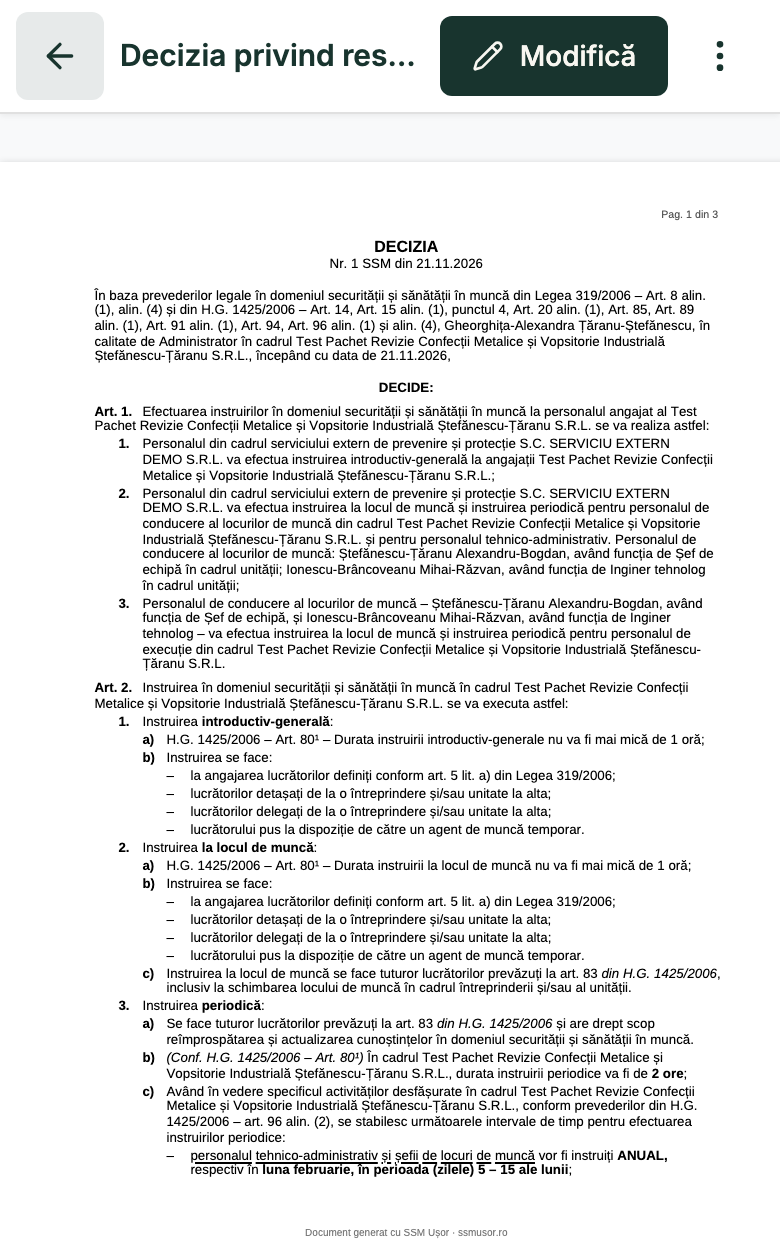 Decizia privind res...
Modifică
Pag. 1 din 3
DECIZIA
Nr. 1 SSM din 21.11.2026
În baza prevederilor legale în domeniul securității și sănătății în muncă din Legea 319/2006 – Art. 8 alin.
(1), alin. (4) și din H.G. 1425/2006 – Art. 14, Art. 15 alin. (1), punctul 4, Art. 20 alin. (1), Art. 85, Art. 89
alin. (1), Art. 91 alin. (1), Art. 94, Art. 96 alin. (1) și alin. (4), Gheorghița-Alexandra Țăranu-Ștefănescu, în
calitate de Administrator în cadrul Test Pachet Revizie Confecții Metalice și Vopsitorie Industrială
Ștefănescu-Țăranu S.R.L., începând cu data de 21.11.2026,
DECIDE:
Art. 1. Efectuarea instruirilor în domeniul securității și sănătății în muncă la personalul angajat al Test
Pachet Revizie Confecții Metalice și Vopsitorie Industrială Ștefănescu-Țăranu S.R.L. se va realiza astfel:
1. Personalul din cadrul serviciului extern de prevenire și protecție S.C. SERVICIU EXTERN
DEMO S.R.L. va efectua instruirea introductiv-generală la angajații Test Pachet Revizie Confecții
Metalice și Vopsitorie Industrială Ștefănescu-Țăranu S.R.L.;
2. Personalul din cadrul serviciului extern de prevenire și protecție S.C. SERVICIU EXTERN
DEMO S.R.L. va efectua instruirea la locul de muncă și instruirea periodică pentru personalul de
conducere al locurilor de muncă din cadrul Test Pachet Revizie Confecții Metalice și Vopsitorie
Industrială Ștefănescu-Țăranu S.R.L. și pentru personalul tehnico-administrativ. Personalul de
conducere al locurilor de muncă: Ștefănescu-Țăranu Alexandru-Bogdan, având funcția de Șef de
echipă în cadrul unității; Ionescu-Brâncoveanu Mihai-Răzvan, având funcția de Inginer tehnolog
în cadrul unității;
3. Personalul de conducere al locurilor de muncă – Ștefănescu-Țăranu Alexandru-Bogdan, având
funcția de Șef de echipă, și Ionescu-Brâncoveanu Mihai-Răzvan, având funcția de Inginer
tehnolog – va efectua instruirea la locul de muncă și instruirea periodică pentru personalul de
execuție din cadrul Test Pachet Revizie Confecții Metalice și Vopsitorie Industrială Ștefănescu-
Țăranu S.R.L.
Art. 2. Instruirea în domeniul securității și sănătății în muncă în cadrul Test Pachet Revizie Confecții
Metalice și Vopsitorie Industrială Ștefănescu-Țăranu S.R.L. se va executa astfel:
1. Instruirea introductiv-generală:
a) H.G. 1425/2006 – Art. 80¹ – Durata instruirii introductiv-generale nu va fi mai mică de 1 oră;
b) Instruirea se face:
– la angajarea lucrătorilor definiți conform art. 5 lit. a) din Legea 319/2006;
– lucrătorilor detașați de la o întreprindere și/sau unitate la alta;
– lucrătorilor delegați de la o întreprindere și/sau unitate la alta;
– lucrătorului pus la dispoziție de către un agent de muncă temporar.
2. Instruirea la locul de muncă:
a) H.G. 1425/2006 – Art. 80¹ – Durata instruirii la locul de muncă nu va fi mai mică de 1 oră;
b) Instruirea se face:
– la angajarea lucrătorilor definiți conform art. 5 lit. a) din Legea 319/2006;
– lucrătorilor detașați de la o întreprindere și/sau unitate la alta;
– lucrătorilor delegați de la o întreprindere și/sau unitate la alta;
– lucrătorului pus la dispoziție de către un agent de muncă temporar.
c) Instruirea la locul de muncă se face tuturor lucrătorilor prevăzuți la art. 83 din H.G. 1425/2006,
inclusiv la schimbarea locului de muncă în cadrul întreprinderii și/sau al unității.
3. Instruirea periodică:
a) Se face tuturor lucrătorilor prevăzuți la art. 83 din H.G. 1425/2006 și are drept scop
reîmprospătarea și actualizarea cunoștințelor în domeniul securității și sănătății în muncă.
b) (Conf. H.G. 1425/2006 – Art. 80¹) În cadrul Test Pachet Revizie Confecții Metalice și
Vopsitorie Industrială Ștefănescu-Țăranu S.R.L., durata instruirii periodice va fi de 2 ore;
c) Având în vedere specificul activităților desfășurate în cadrul Test Pachet Revizie Confecții
Metalice și Vopsitorie Industrială Ștefănescu-Țăranu S.R.L., conform prevederilor din H.G.
1425/2006 – art. 96 alin. (2), se stabilesc următoarele intervale de timp pentru efectuarea
instruirilor periodice:
– personalul tehnico-administrativ și șefii de locuri de muncă vor fi instruiți ANUAL,
respectiv în luna februarie, în perioada (zilele) 5 – 15 ale lunii;
Document generat cu SSM Ușor · ssmusor.ro